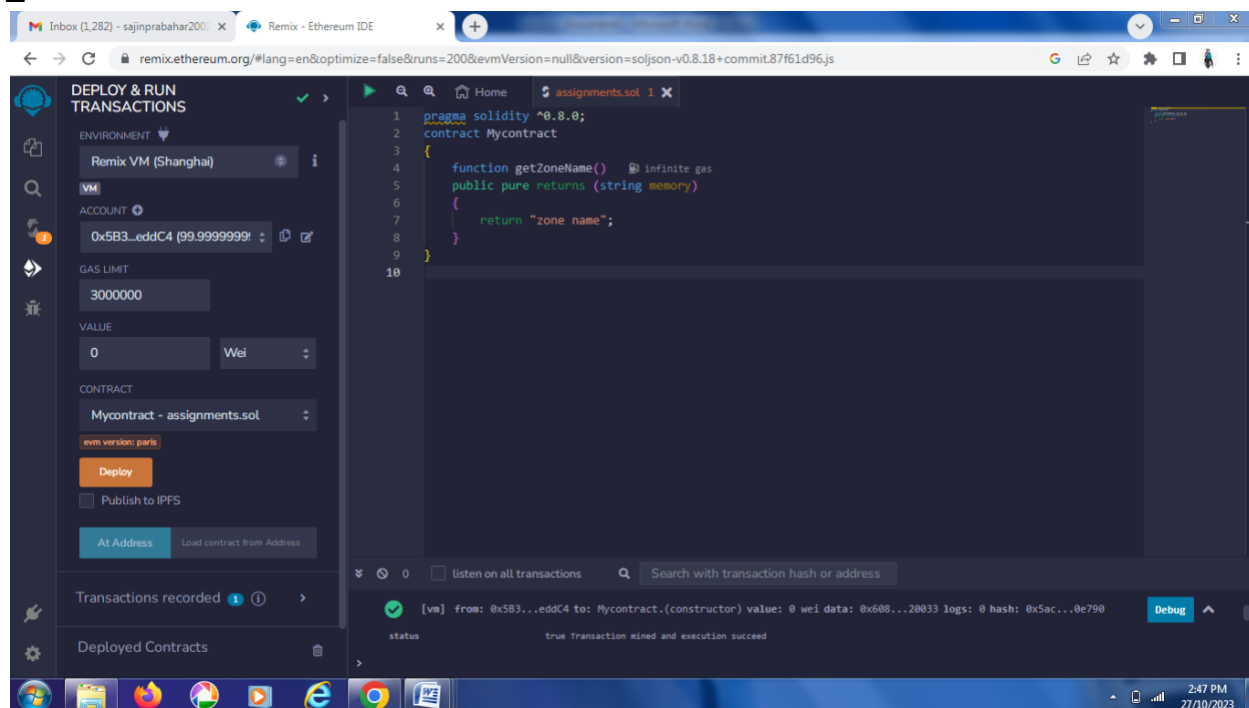 Inbox (1,282) - sajinprabahar200
Remix - Ethereum IDE
remix.ethereum.org/#lang=en&optimize=false&runs=200&evmVersion=null&version=soljson-v0.8.18+commit.87f61d96.js
DEPLOY & RUN
TRANSACTIONS
ENVIRONMENT
Remix VM (Shanghai)
VM
ACCOUNT
0x5B3...eddC4 (99.9999999
GAS LIMIT
3000000
VALUE
0 Wei
CONTRACT
Mycontract - assignments.sol
evm version: paris
Deploy
Publish to IPFS
At Address Load contract from Address
Transactions recorded 1
Deployed Contracts
Home assignments.sol 1
1 pragma solidity ^0.8.0;
2 contract Mycontract
3 {
4 function getZoneName() infinite gas
5 public pure returns (string memory)
6 {
7 return "zone name";
8 }
9 }
10
0 listen on all transactions Search with transaction hash or address
[vm] from: 0x5B3...eddC4 to: Mycontract.(constructor) value: 0 wei data: 0x608...20033 logs: 0 hash: 0x5ac...0e790 Debug
status true Transaction mined and execution succeed
>
2:47 PM
27/10/2023